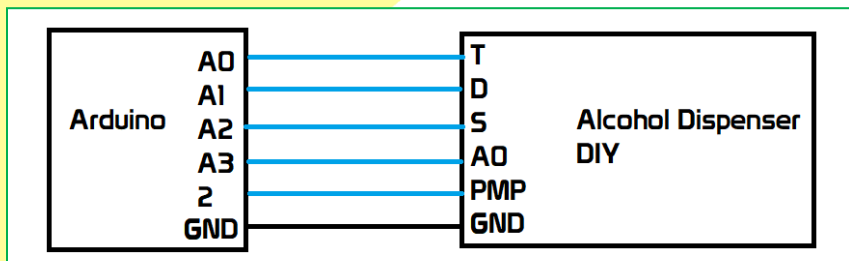 A0 T
A1 D
Arduino A2 S Alcohol Dispenser
A3 A0 DIY
2 PMP
GND GND